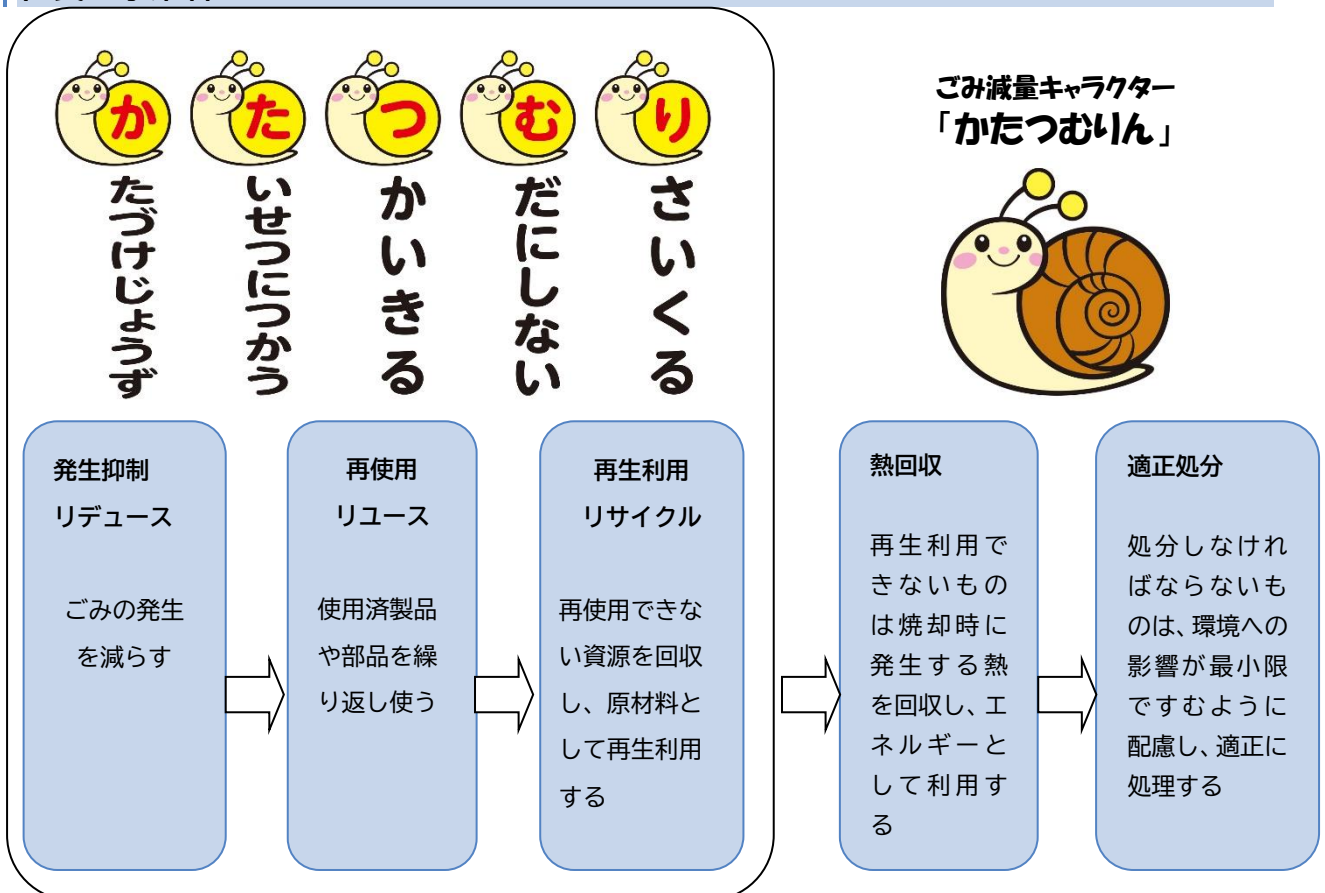 か
たづけじょうず
た
いせつにつかう
つ
かいきる
む
だにしない
り
さいくる
ごみ減量キャラクター
「かたつむりん」
発生抑制
リデュース
ごみの発生
を減らす
再使用
リユース
使用済製品
や部品を繰
り返し使う
再生利用
リサイクル
再使用できな
い資源を回収
し、原材料と
して再生利用
する
熱回収
再生利用で
きないもの
は焼却時に
発生する熱
を回収し、エ
ネルギーと
して利用す
る
適正処分
処分しなけれ
ばならないも
のは、環境への
影響が最小限
ですむように
配慮し、適正に
処理する